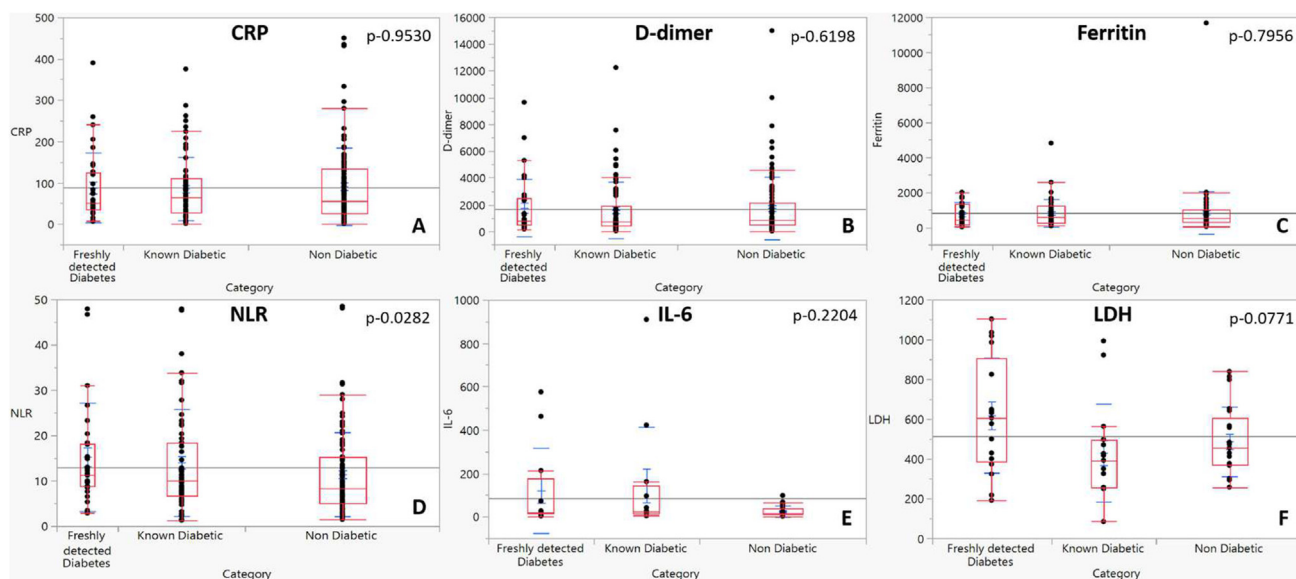 CRP
p-0.9530
500
400
300
200
100
0
CRP
A
Freshly detected Diabetes
Known Diabetic
Non Diabetic
Category
D-dimer
p-0.6198
16000
14000
12000
10000
8000
6000
4000
2000
0
D-dimer
B
Freshly detected Diabetes
Known Diabetic
Non Diabetic
Category
Ferritin
p-0.7956
12000
10000
8000
6000
4000
2000
0
Ferritin
C
Freshly detected Diabetes
Known Diabetic
Non Diabetic
Category
NLR
p-0.0282
50
40
30
20
10
0
NLR
D
Freshly detected Diabetes
Known Diabetic
Non Diabetic
Category
IL-6
p-0.2204
1000
800
600
400
200
0
IL-6
E
Freshly detected Diabetes
Known Diabetic
Non Diabetic
Category
LDH
p-0.0771
1200
1000
800
600
400
200
0
LDH
F
Freshly detected Diabetes
Known Diabetic
Non Diabetic
Category